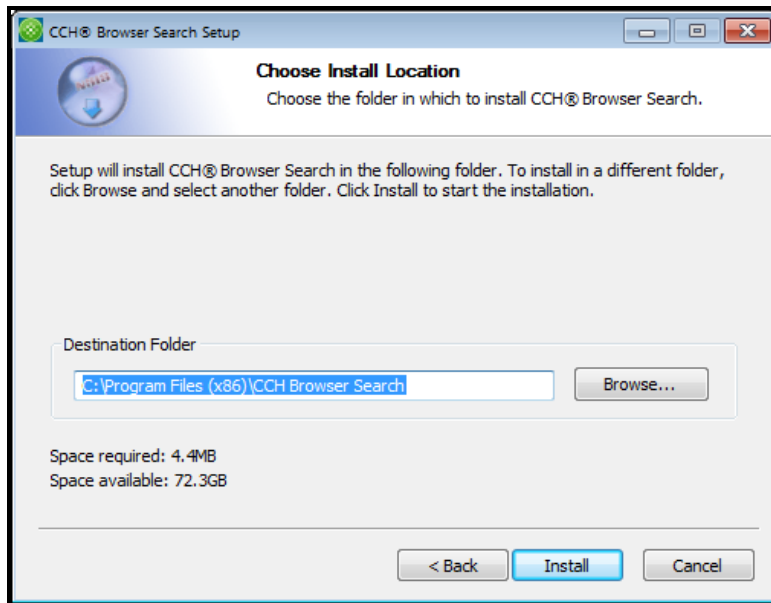 CCH® Browser Search Setup
Choose Install Location
Choose the folder in which to install CCH® Browser Search.
Setup will install CCH® Browser Search in the following folder. To install in a different folder,
click Browse and select another folder. Click Install to start the installation.
Destination Folder
C:\Program Files (x86)\CCH Browser Search
Browse...
Space required: 4.4MB
Space available: 72.3GB
< Back
Install
Cancel